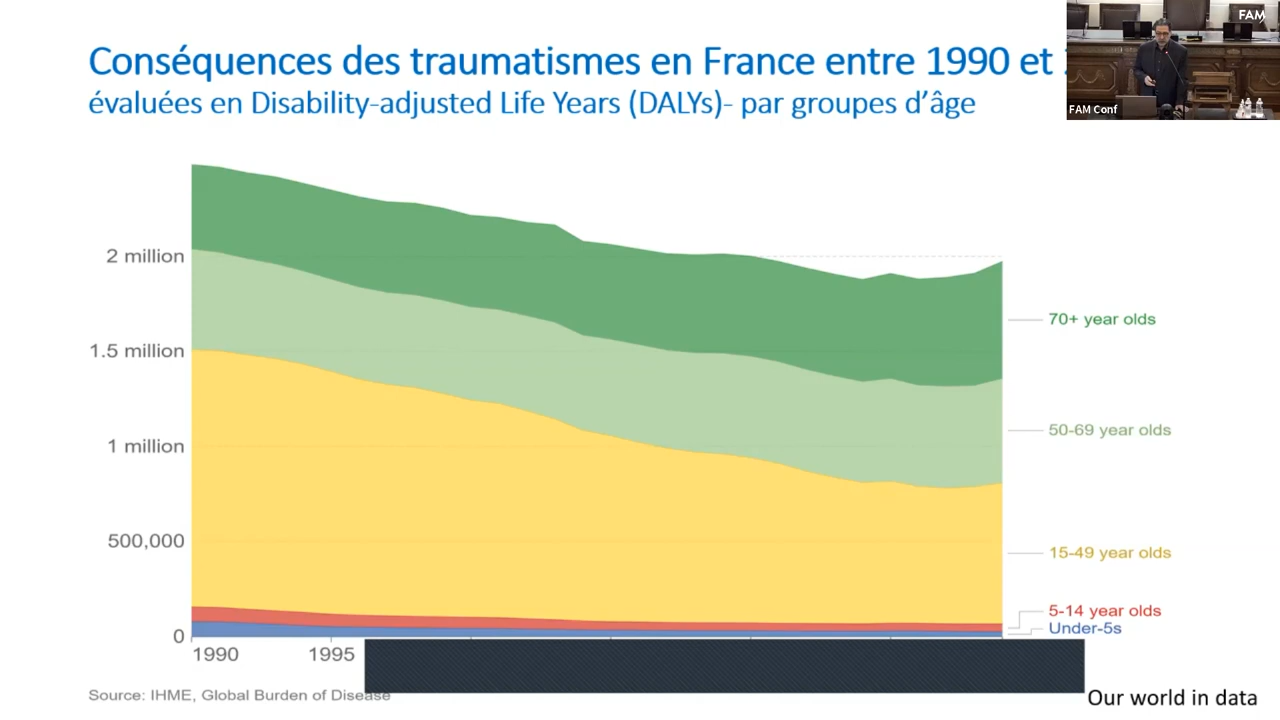 Conséquences des traumatismes en France entre 1990 et
évaluées en Disability-adjusted Life Years (DALYs)- par groupes d'âge
FAM
FAM Conf
2 million
1.5 million
1 million
500,000
0
70+ year olds
50-69 year olds
15-49 year olds
5-14 year olds
Under-5s
1990
1995
Source: IHME, Global Burden of Disease
Our world in data